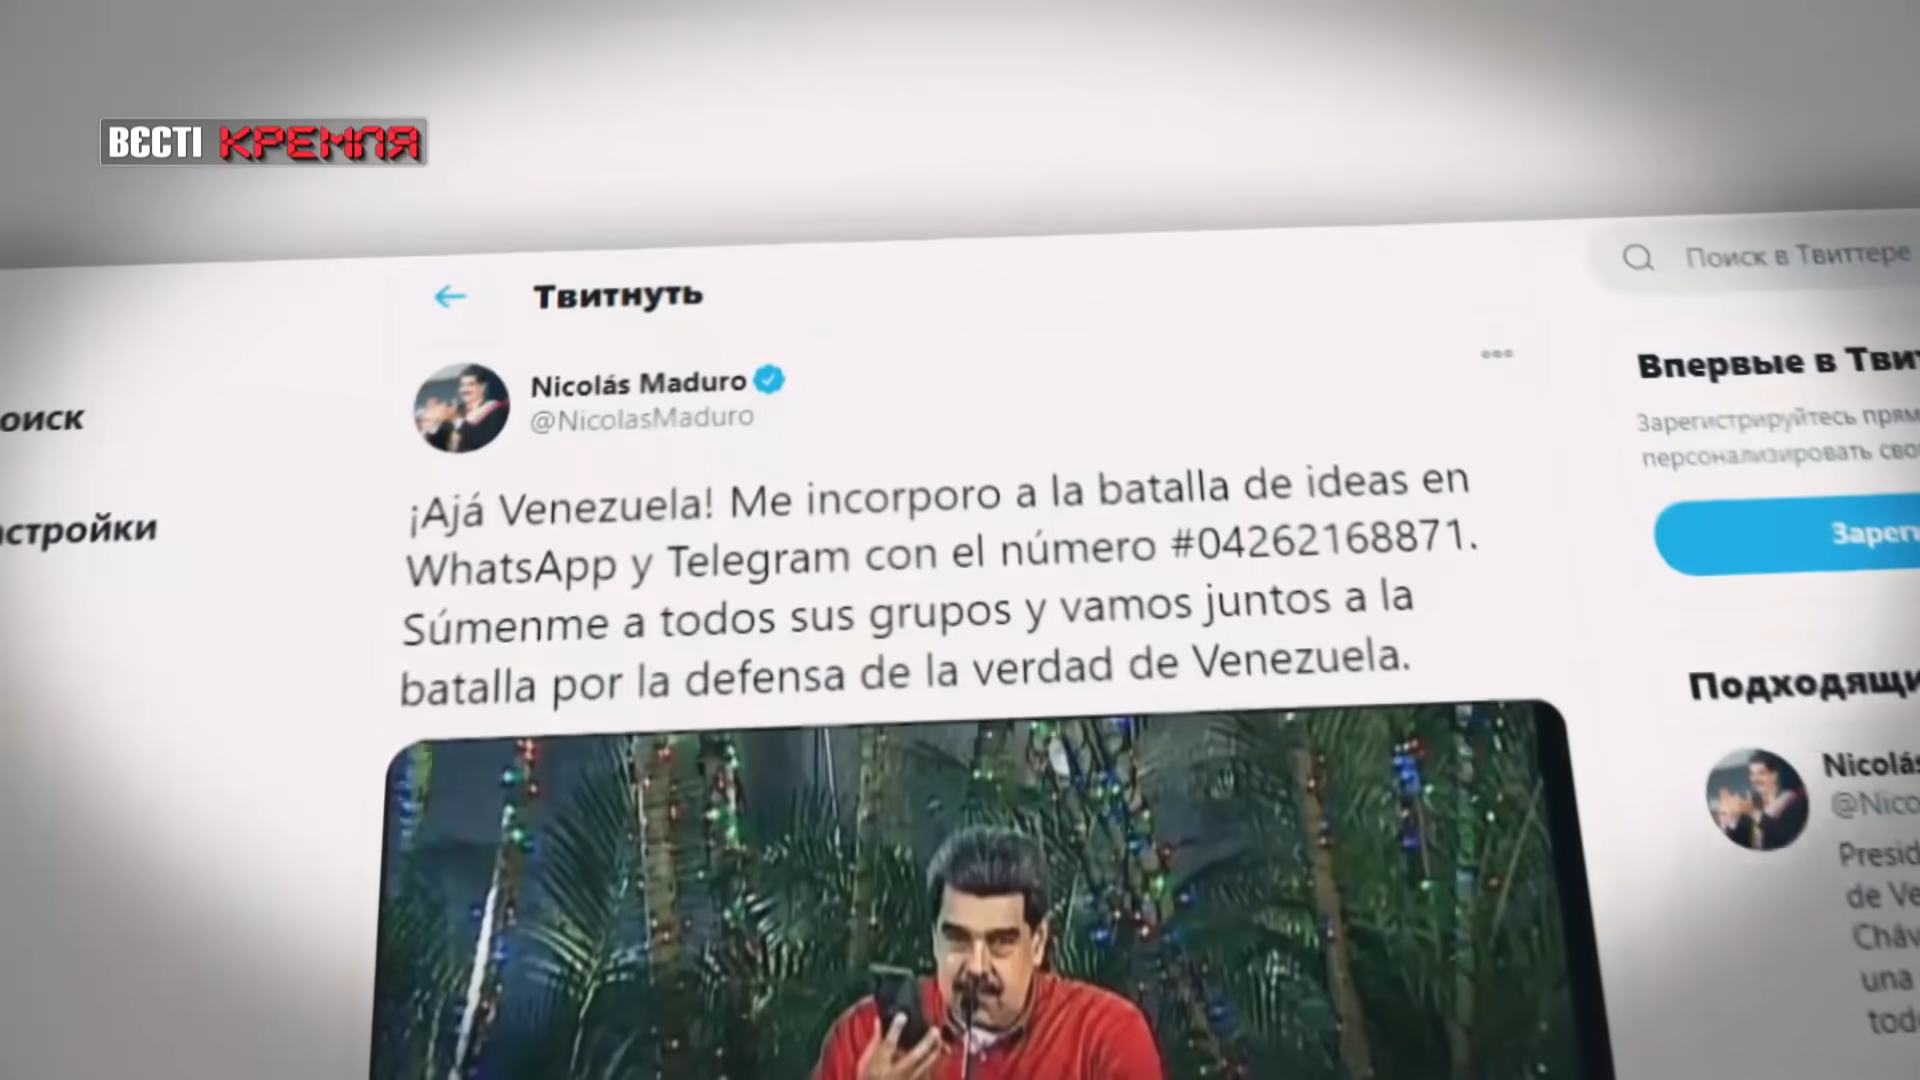 ВЄСТІ КРЕМЛЯ
Твитнуть
Поиск в Твиттере
Nicolás Maduro
@NicolasMaduro
¡Ajá Venezuela! Me incorporo a la batalla de ideas en
WhatsApp y Telegram con el número #04262168871.
Súmenme a todos sus grupos y vamos juntos a la
batalla por la defensa de la verdad de Venezuela.
оиск
стройки
Впервые в Тви
Зарегистрируйтесь прям
персонализировать сво
Зареги
Подходящи
Nicolás
@Nico
Presid
de Ve
Cháv
una
tod